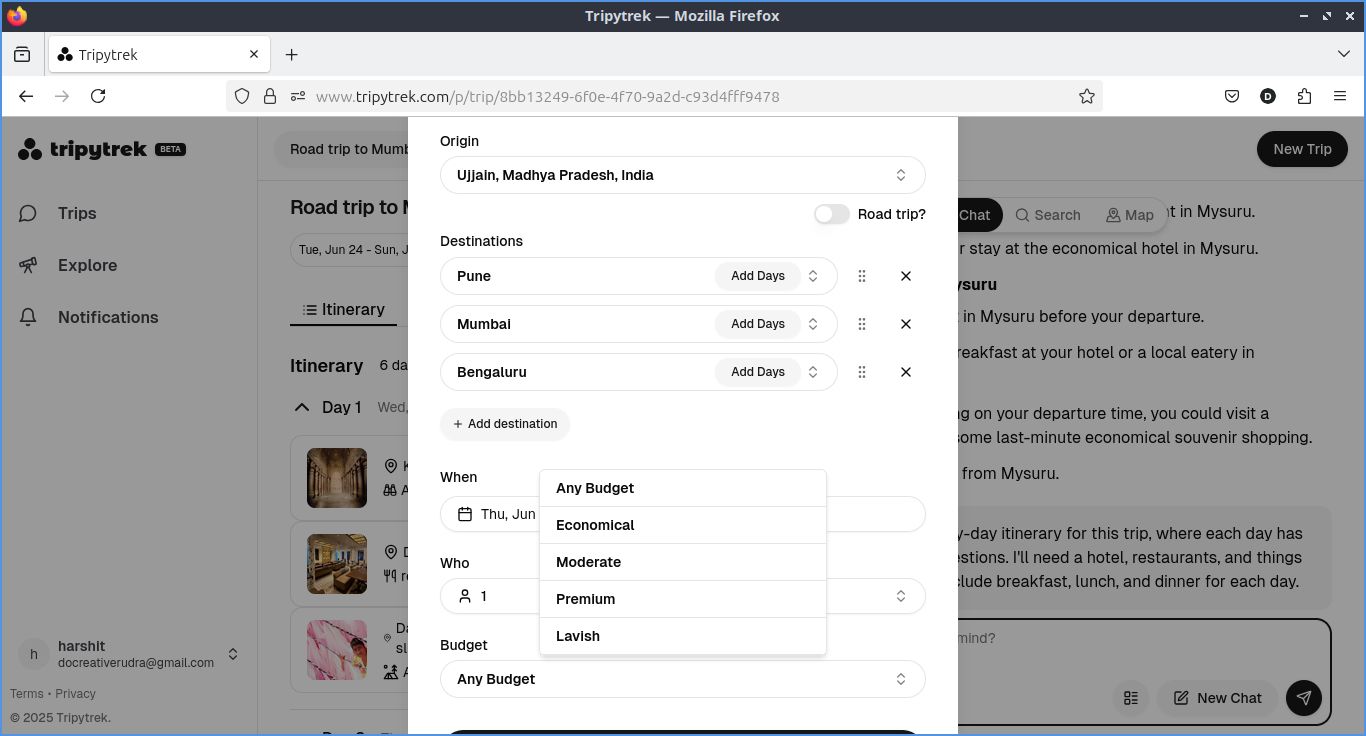 Tripytrek — Mozilla Firefox
Tripytrek
www.tripytrek.com/p/trip/8bb13249-6f0e-4f70-9a2d-c93d4fff9478
D
tripytrek BETA
Trips
Explore
Notifications
h
harshit
docreativerudra@gmail.com
Terms • Privacy
© 2025 Tripytrek.
Road trip to Mumb
New Trip
Road trip to M
Tue, Jun 24 - Sun, J
Itinerary
Itinerary 6 da
Day 1 Wed,
K
A
D
re
Da
sl
A
Origin
Ujjain, Madhya Pradesh, India
Road trip?
Destinations
Pune Add Days
Mumbai Add Days
Bengaluru Add Days
+ Add destination
When
Thu, Jun
Who
1
Budget
Any Budget
Any Budget
Economical
Moderate
Premium
Lavish
Chat Search Map
t in Mysuru.
r stay at the economical hotel in Mysuru.
ysuru
in Mysuru before your departure.
reakfast at your hotel or a local eatery in
ng on your departure time, you could visit a
some last-minute economical souvenir shopping.
from Mysuru.
y-day itinerary for this trip, where each day has
estions. I'll need a hotel, restaurants, and things
clude breakfast, lunch, and dinner for each day.
mind?
New Chat